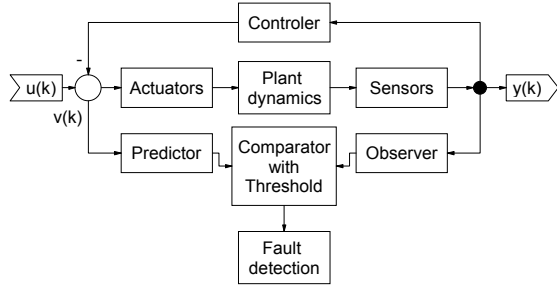 Controler
-
u(k)
Actuators
Plant
dynamics
Sensors
y(k)
v(k)
Predictor
Comparator
with
Threshold
Observer
Fault
detection